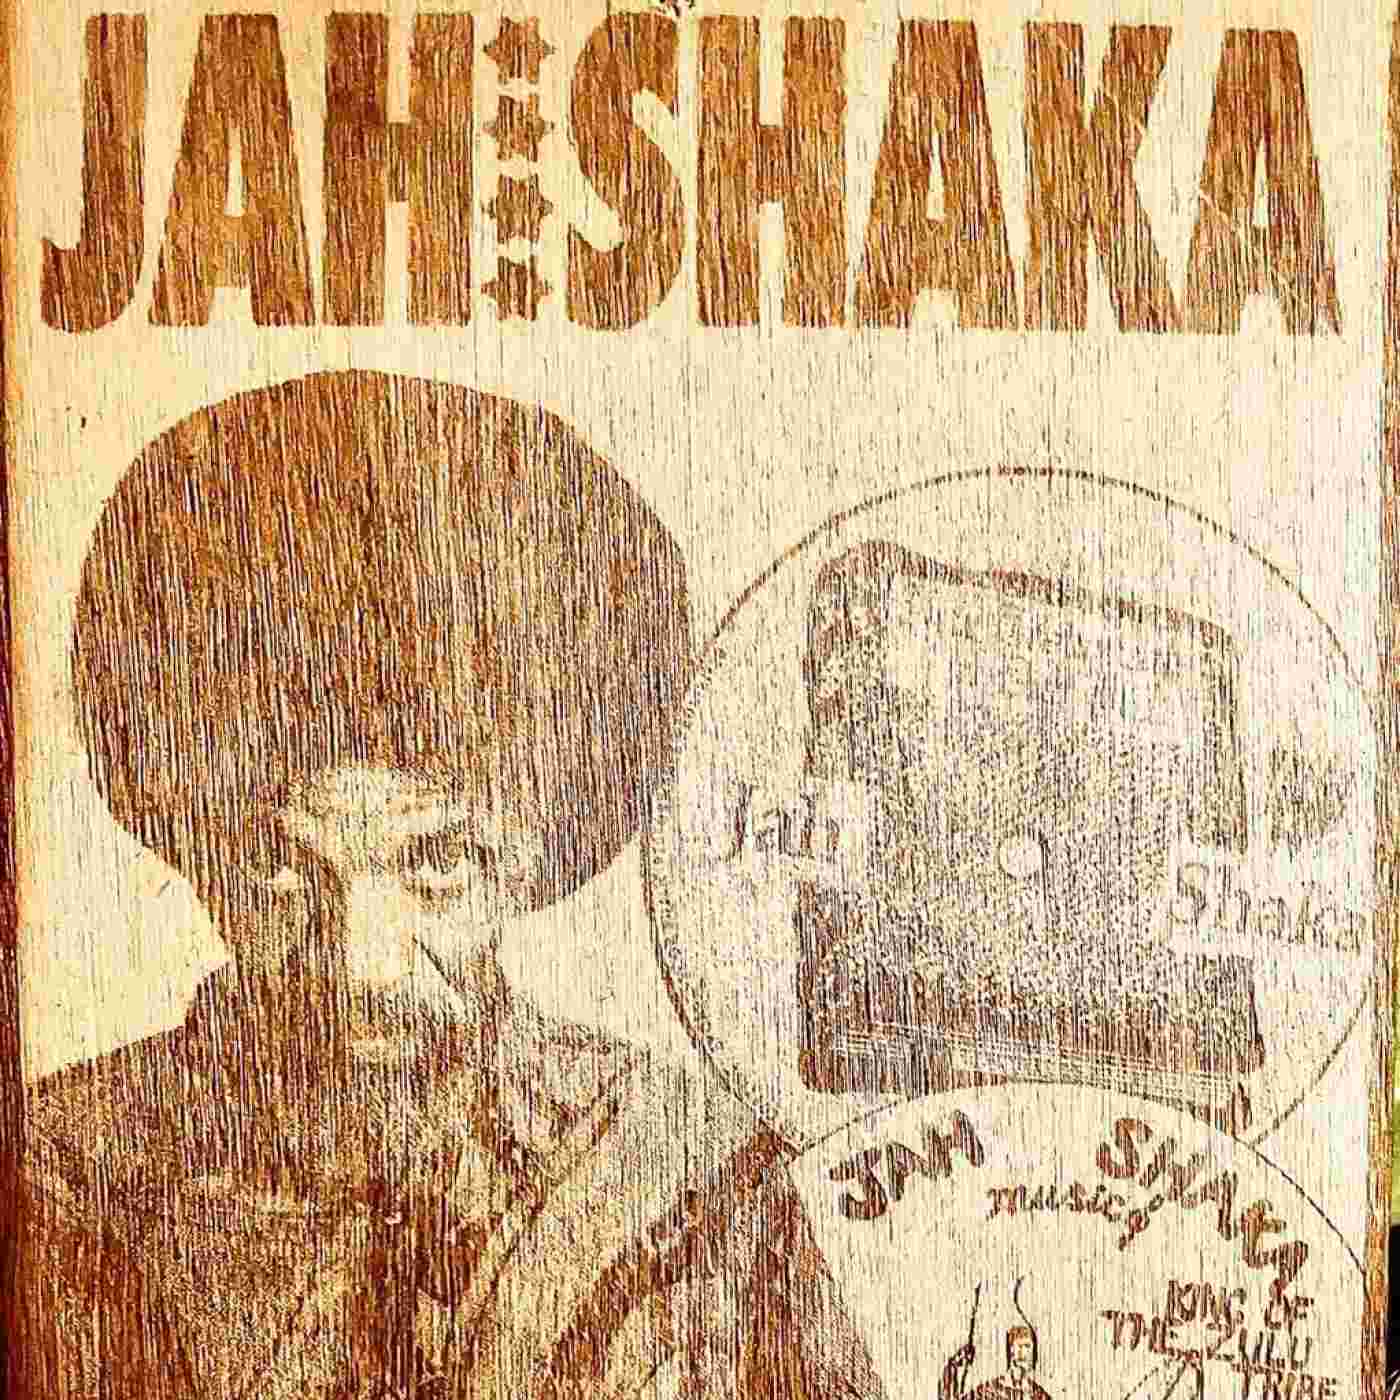 JAH SHAKA
Jah
Shaka
JAH SHAKA
music
KING OF
THE ZULU
TRIBE